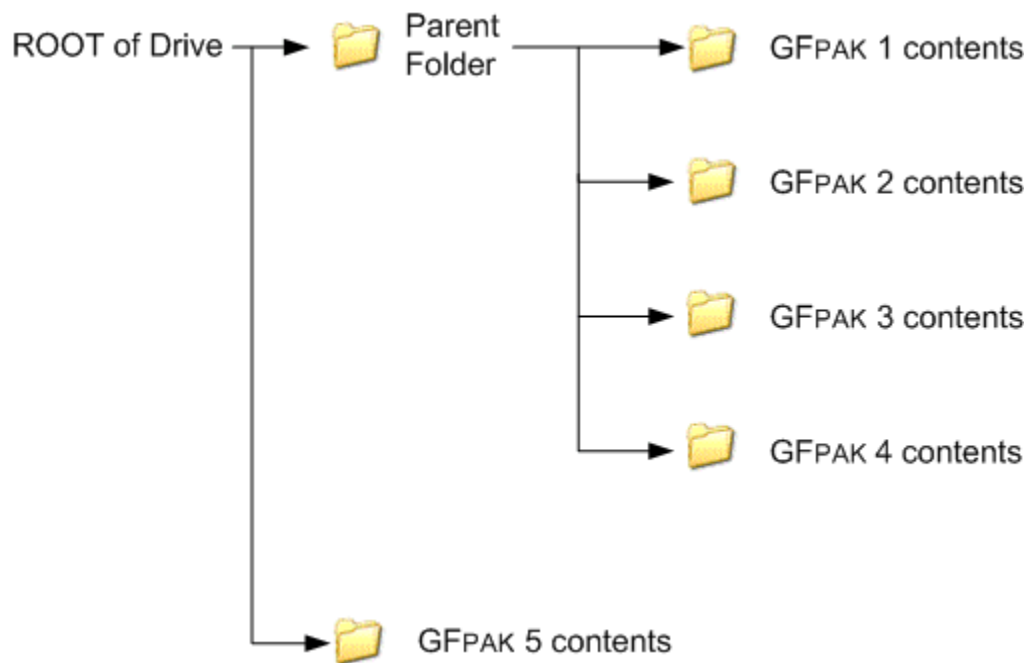 ROOT of Drive
Parent
Folder
GFPAK 1 contents
GFPAK 2 contents
GFPAK 3 contents
GFPAK 4 contents
GFPAK 5 contents